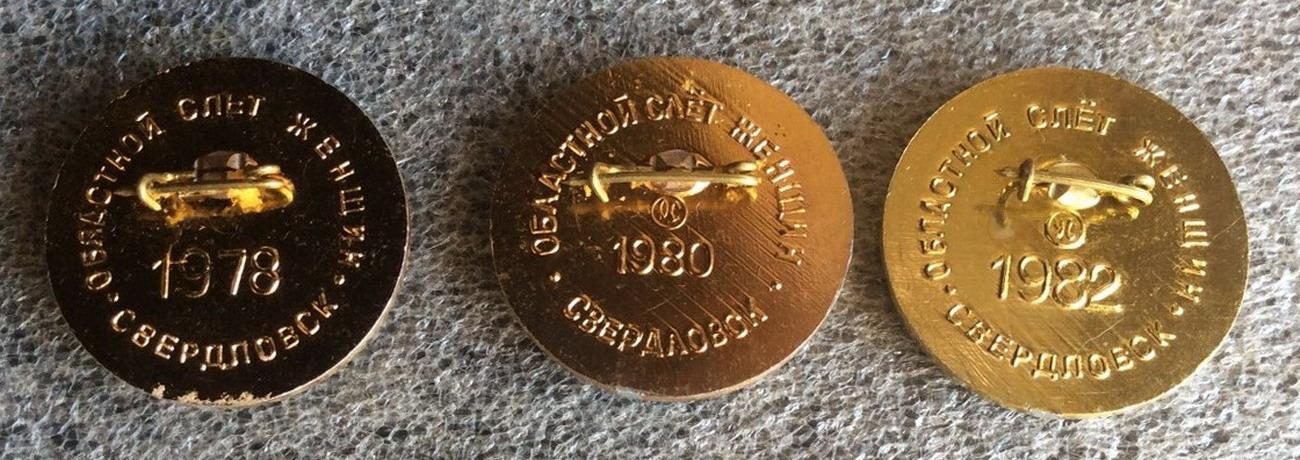 ОБЛАСТНОЙ СЛЕТ ЖЕНЩИН
1978
СВЕРДЛОВСК
ОБЛАСТНОЙ СЛЁТ ЖЕНЩИН
1980
СВЕРДЛОВСК
ОБЛАСТНОЙ СЛЁТ ЖЕНЩИН
1982
СВЕРДЛОВСК